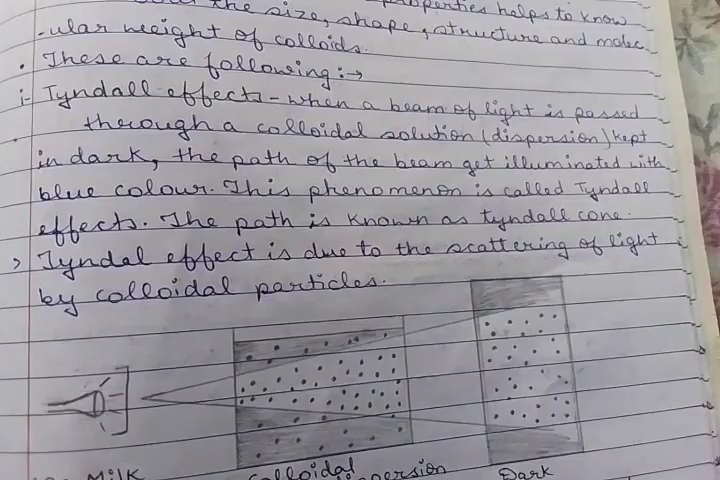 the size, shape, structure and molec
-ular weight of colloids.
• These are following:→
i- Tyndall effects- when a beam of light is passed
through a colloidal solution (dispersion) kept
in dark, the path of the beam get illuminated with
blue colour. This phenomenon is called Tyndall
effects. The path is known as tyndall cone.
> Tyndal effect is due to the scattering of light
by colloidal particles.
Milk
Colloidal
Dark